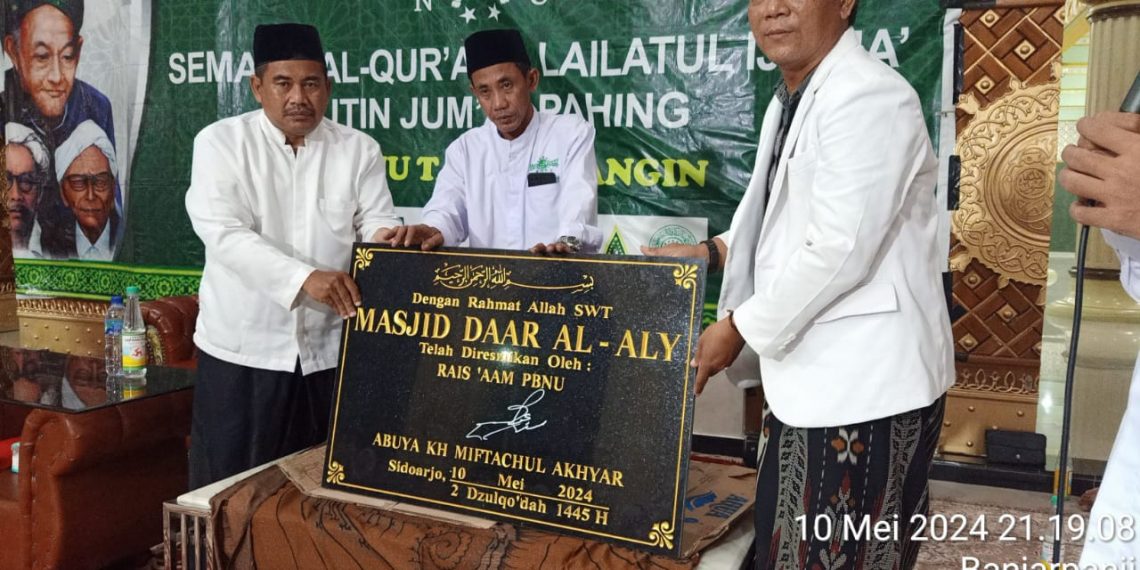 N U
SEMA AL-QUR'A LAILATUL IJ A'
UTIN JUM PAHING
U T ANGIN
بسم الله الرحمن الرحيم
Dengan Rahmat Allah SWT
MASJID DAAR AL - ALY
Telah Diresmikan Oleh :
RAIS 'AAM PBNU
ABUYA KH MIFTACHUL AKHYAR
Sidoarjo, 10 Mei 2024
2 Dzulqo'dah 1445 H
10 Mei 2024 21.19.08
Banjarpanji